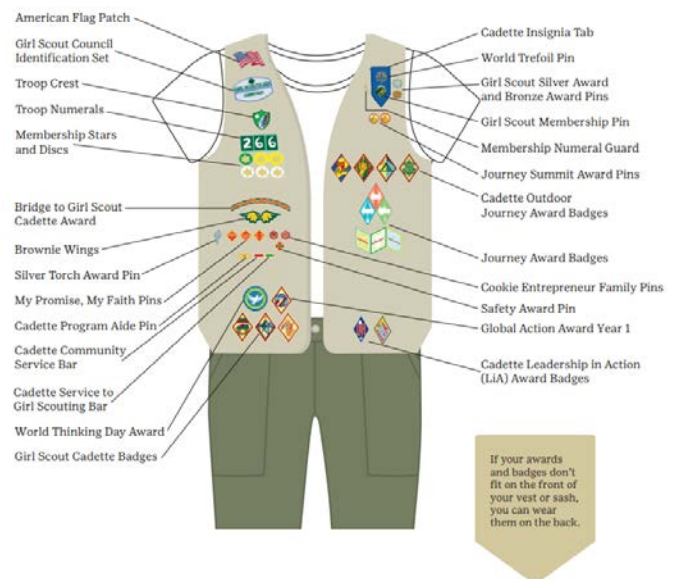 American Flag Patch
Girl Scout Council
Identification Set
Troop Crest
Troop Numerals
Membership Stars
and Discs
Bridge to Girl Scout
Cadette Award
Brownie Wings
Silver Torch Award Pin
My Promise, My Faith Pins
Cadette Program Aide Pin
Cadette Community
Service Bar
Cadette Service to
Girl Scouting Bar
World Thinking Day Award
Girl Scout Cadette Badges
266
Cadette Insignia Tab
World Trefoil Pin
Girl Scout Silver Award
and Bronze Award Pins
Girl Scout Membership Pin
Membership Numeral Guard
Journey Summit Award Pins
Cadette Outdoor
Journey Award Badges
Journey Award Badges
Cookie Entrepreneur Family Pins
Safety Award Pin
Global Action Award Year 1
Cadette Leadership in Action
(LiA) Award Badges
If your awards
and badges don't
fit on the front of
your vest or sash,
you can wear
them on the back.